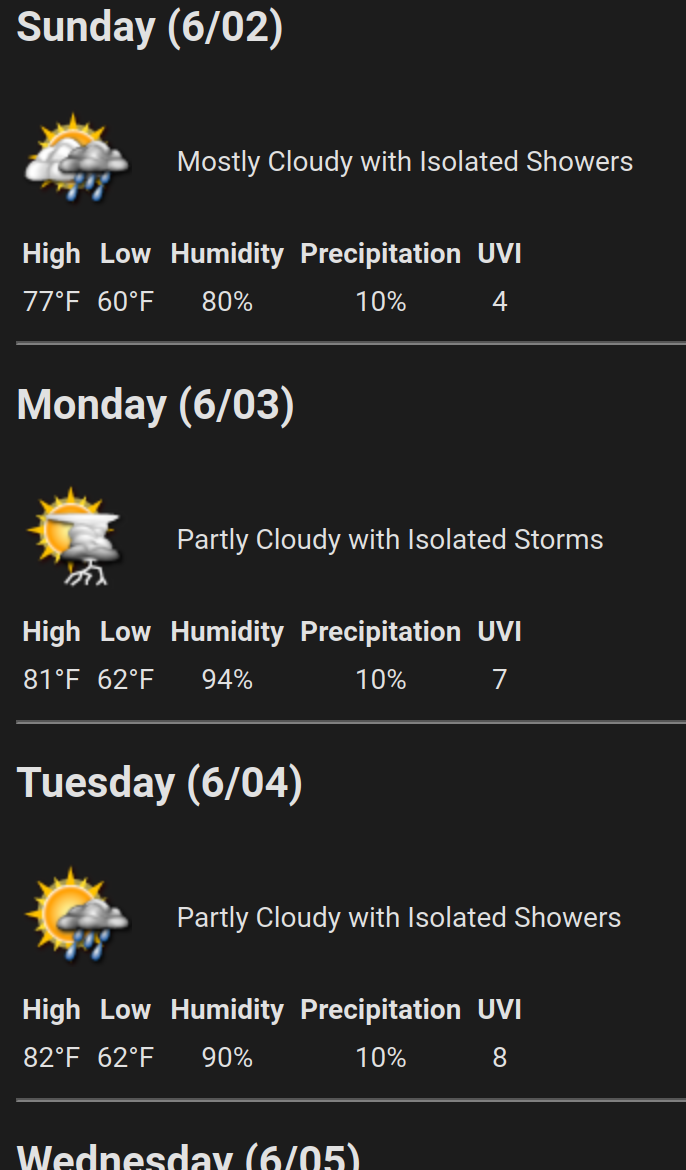 Sunday (6/02)
Mostly Cloudy with Isolated Showers
High Low Humidity Precipitation UVI
77°F 60°F 80% 10% 4
Monday (6/03)
Partly Cloudy with Isolated Storms
High Low Humidity Precipitation UVI
81°F 62°F 94% 10% 7
Tuesday (6/04)
Partly Cloudy with Isolated Showers
High Low Humidity Precipitation UVI
82°F 62°F 90% 10% 8
Wednesday (6/05)